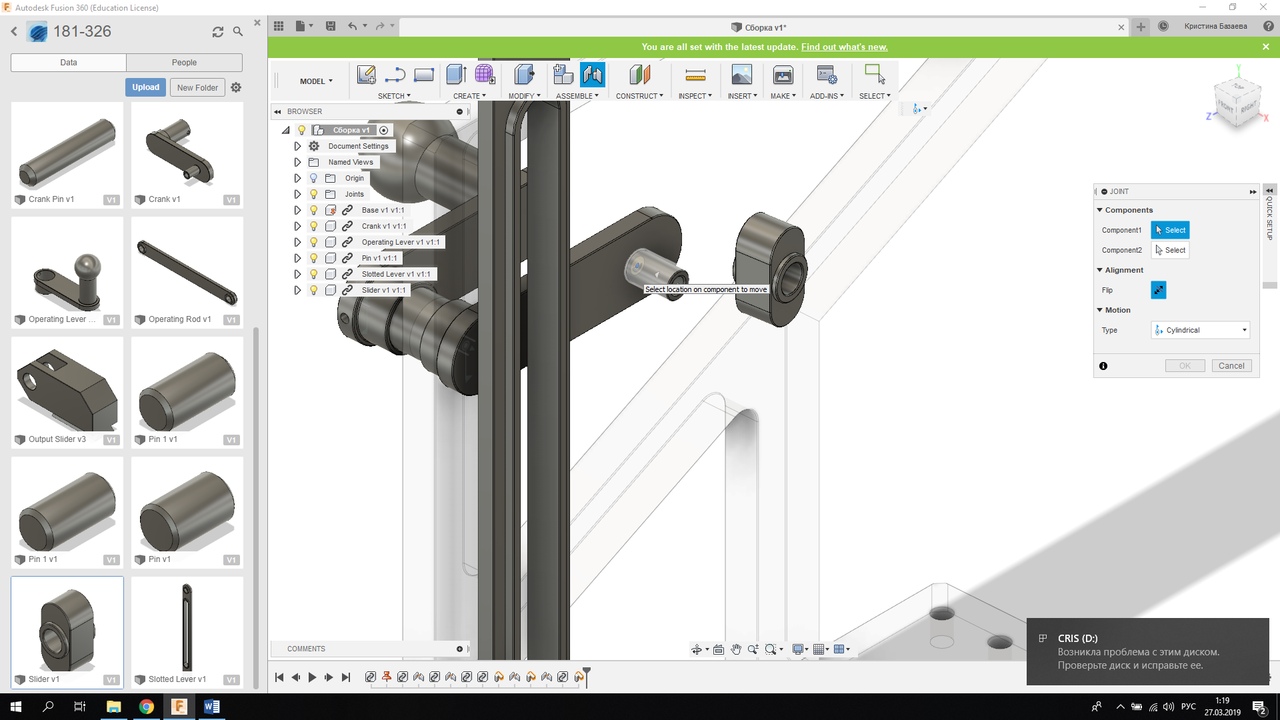 Autodesk Fusion 360 (Education License)
181-326
Data
People
Upload
New Folder
Crank Pin v1
V1
Crank v1
V1
Operating Lever ...
V1
Operating Rod v1
V1
Output Slider v3
V1
Pin 1 v1
V1
Pin 1 v1
V1
Pin v1
V1
Slider v1
V1
Slotted Lever v1
V1
Сборка v1*
Кристина Базаева
You are all set with the latest update. Find out what's new.
MODEL
SKETCH
CREATE
MODIFY
ASSEMBLE
CONSTRUCT
INSPECT
INSERT
MAKE
ADD-INS
SELECT
BROWSER
Сборка v1
Document Settings
Named Views
Origin
Joints
Base v1 v1:1
Crank v1 v1:1
Operating Lever v1 v1:1
Pin v1 v1:1
Slotted Lever v1 v1:1
Slider v1 v1:1
Select location on component to move
JOINT
Components
Component1
Select
Component2
Select
Alignment
Flip
Motion
Type
Cylindrical
OK
Cancel
QUICK SETUP
COMMENTS
CRIS (D:)
Возникла проблема с этим диском.
Проверьте диск и исправьте ее.
РУС
1:19
27.03.2019
2